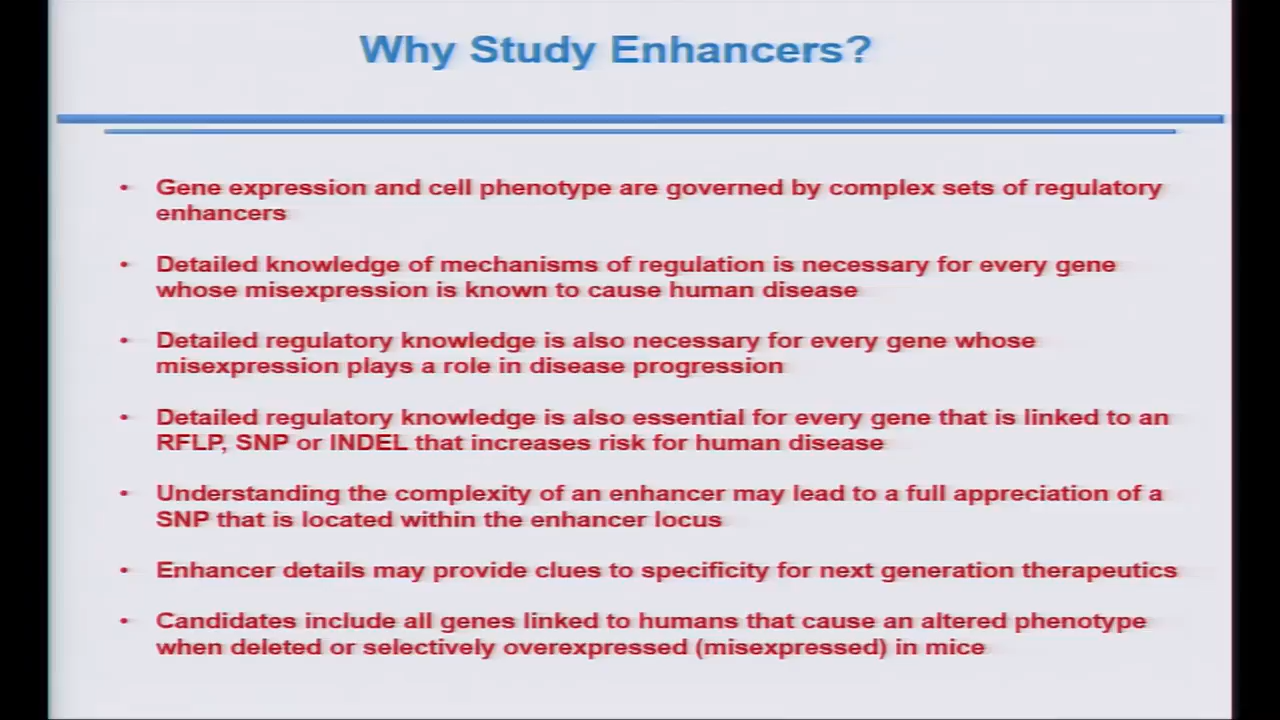 Why Study Enhancers?
• Gene expression and cell phenotype are governed by complex sets of regulatory
enhancers
• Detailed knowledge of mechanisms of regulation is necessary for every gene
whose misexpression is known to cause human disease
• Detailed regulatory knowledge is also necessary for every gene whose
misexpression plays a role in disease progression
• Detailed regulatory knowledge is also essential for every gene that is linked to an
RFLP, SNP or INDEL that increases risk for human disease
• Understanding the complexity of an enhancer may lead to a full appreciation of a
SNP that is located within the enhancer locus
• Enhancer details may provide clues to specificity for next generation therapeutics
• Candidates include all genes linked to humans that cause an altered phenotype
when deleted or selectively overexpressed (misexpressed) in mice